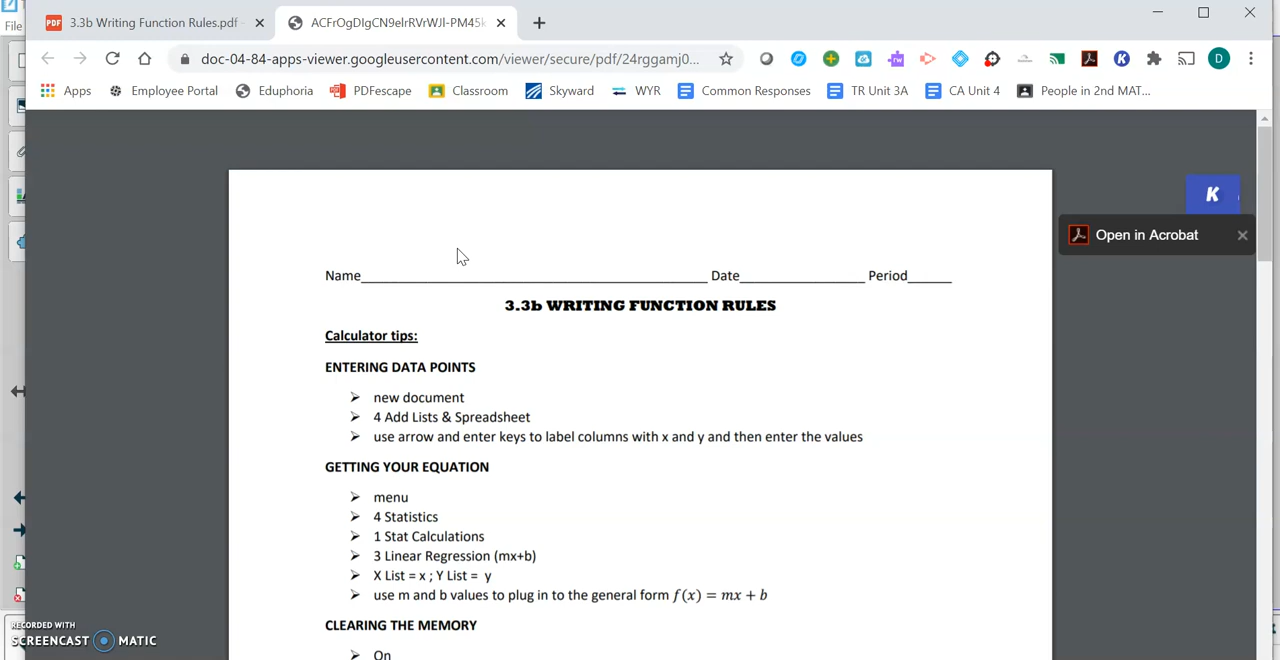 File
3.3b Writing Function Rules.pdf
ACFrOgDIgCN9elrRVrWJl-PM45k
doc-04-84-apps-viewer.googleusercontent.com/viewer/secure/pdf/24rggamj0...
rw
K
D
Apps
Employee Portal
Eduphoria
PDFescape
Classroom
Skyward
WYR
Common Responses
TR Unit 3A
CA Unit 4
People in 2nd MAT...
K
Open in Acrobat
Name Date Period
3.3b WRITING FUNCTION RULES
Calculator tips:
ENTERING DATA POINTS
➢ new document
➢ 4 Add Lists & Spreadsheet
➢ use arrow and enter keys to label columns with x and y and then enter the values
GETTING YOUR EQUATION
➢ menu
➢ 4 Statistics
➢ 1 Stat Calculations
➢ 3 Linear Regression (mx+b)
➢ X List = x ; Y List = y
➢ use m and b values to plug in to the general form f(x) = mx + b
CLEARING THE MEMORY
➢ On
RECORDED WITH
SCREENCAST MATIC